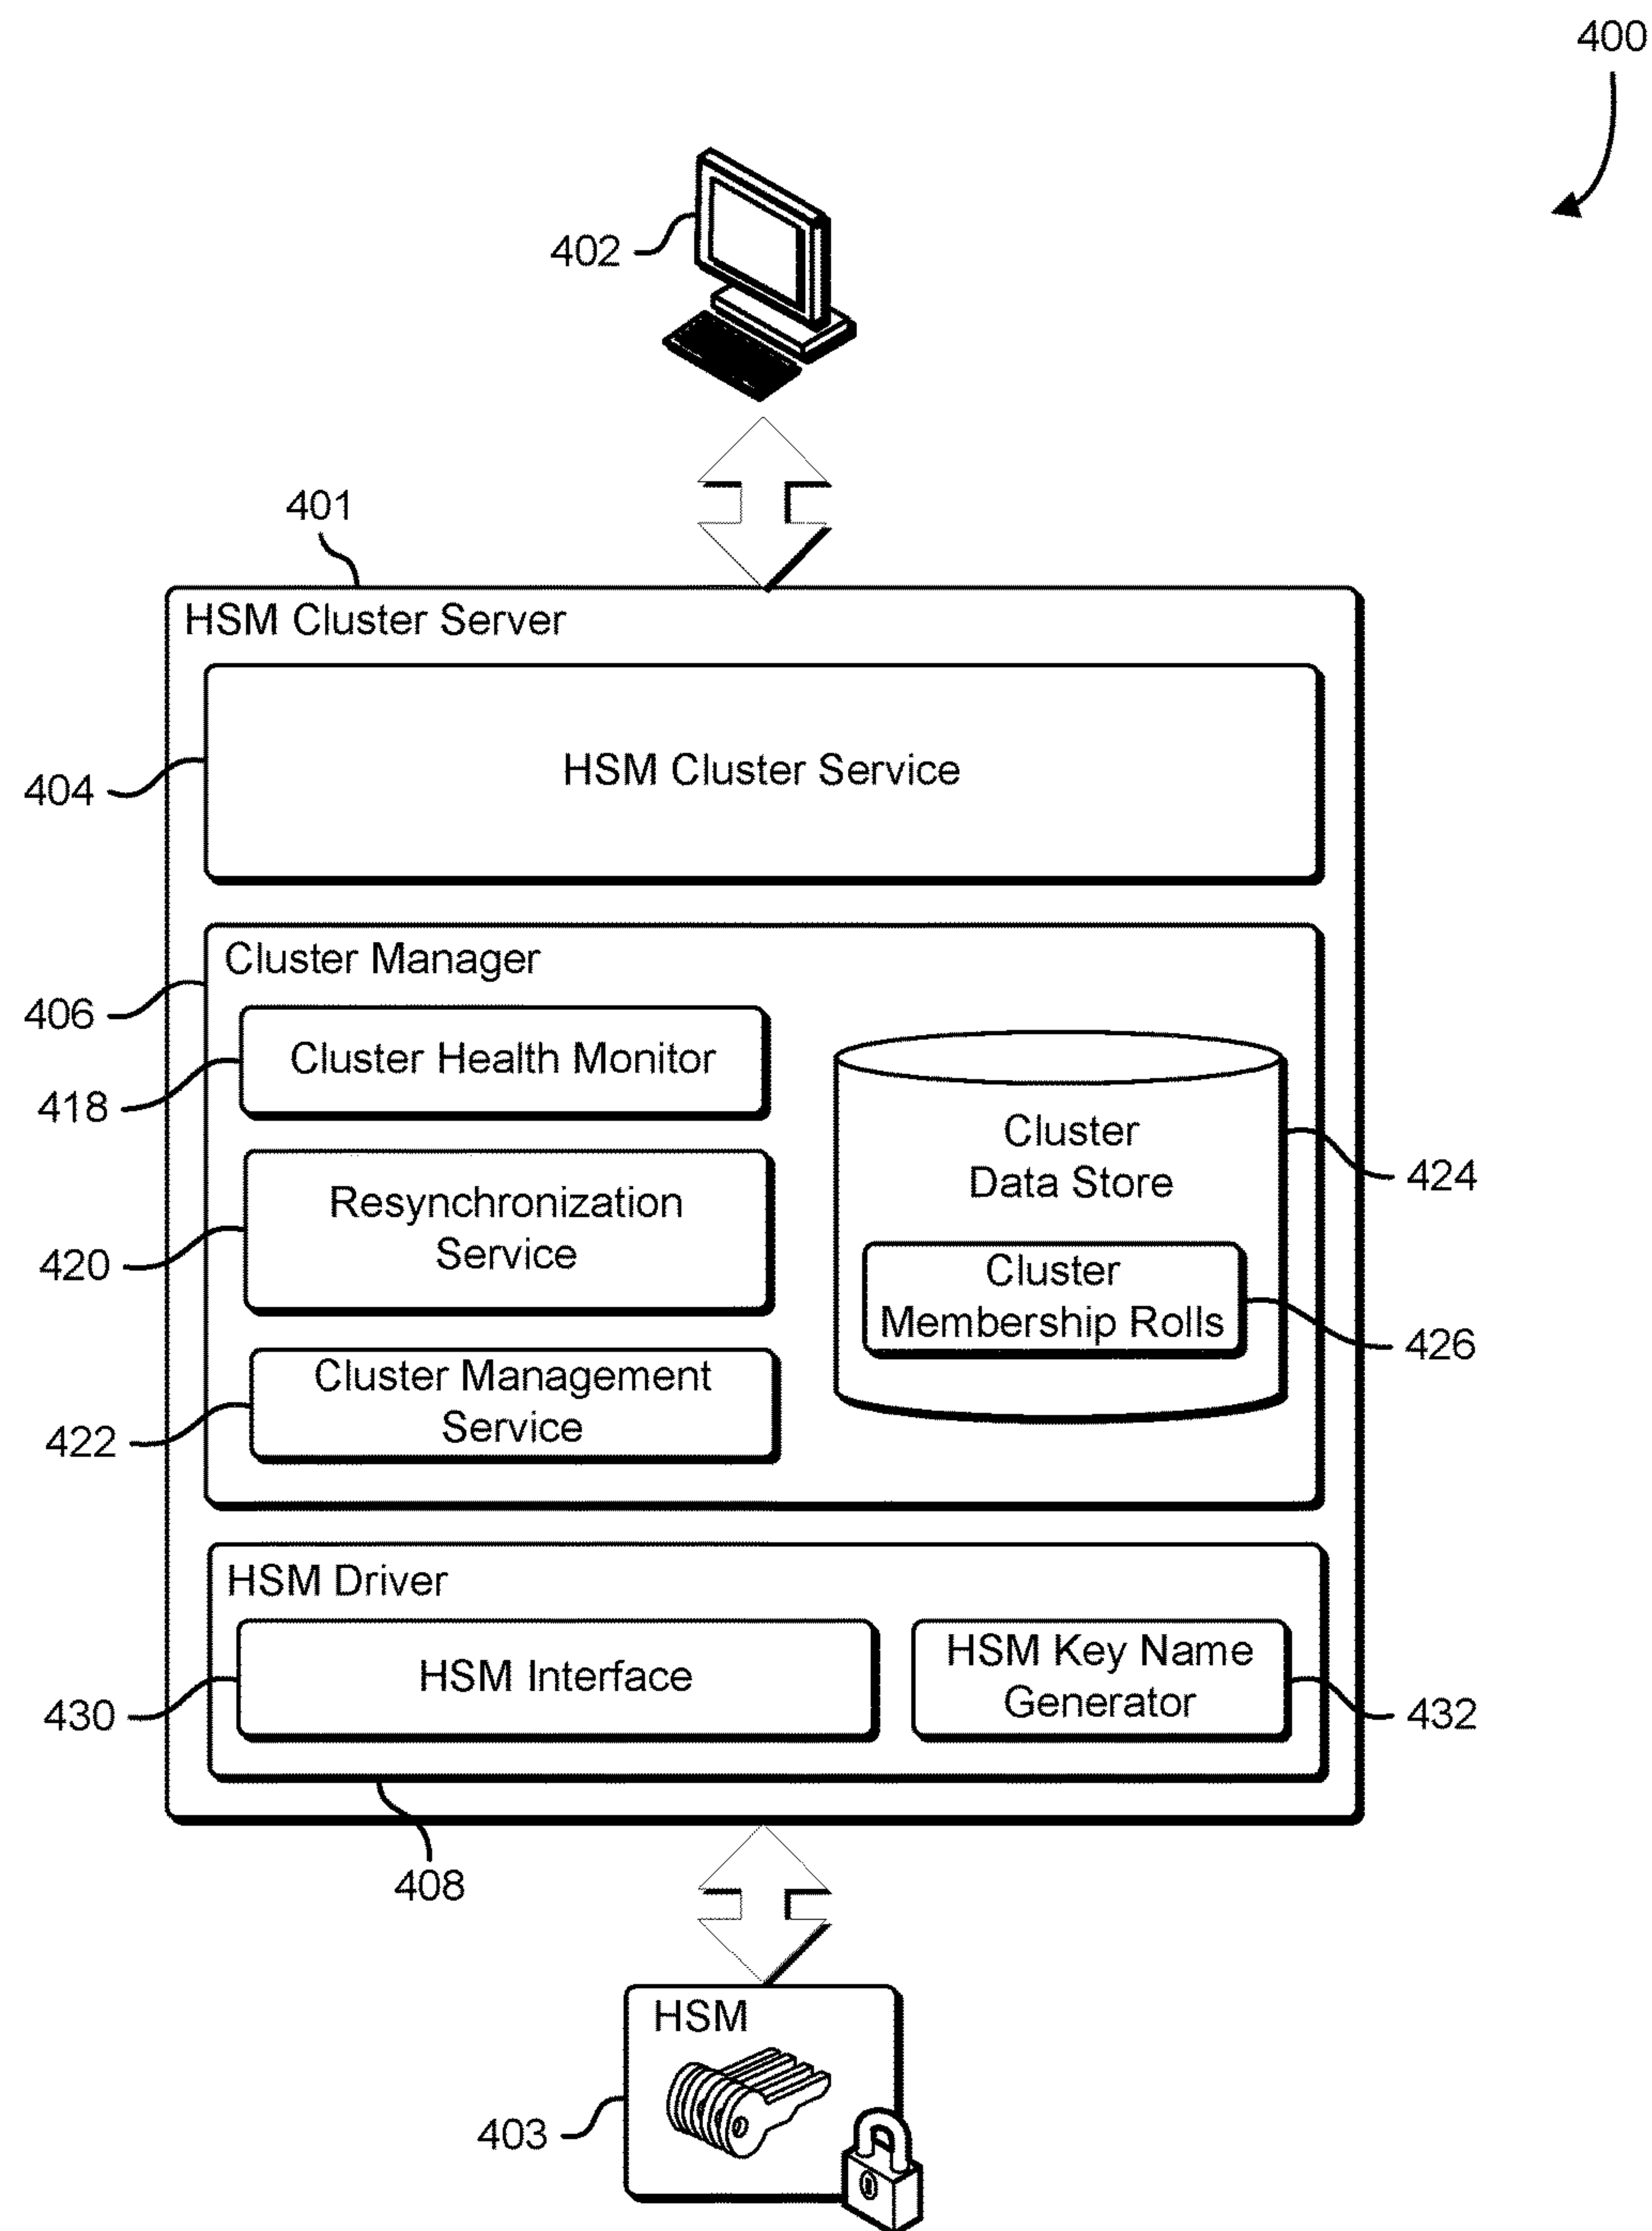 400
402
401
HSM Cluster Server
404
HSM Cluster Service
Cluster Manager
406
Cluster Health Monitor
418
Cluster
Data Store
424
Resynchronization
Service
420
Cluster
Membership Rolls
426
Cluster Management
Service
422
HSM Driver
HSM Interface
430
HSM Key Name
Generator
432
408
HSM
403